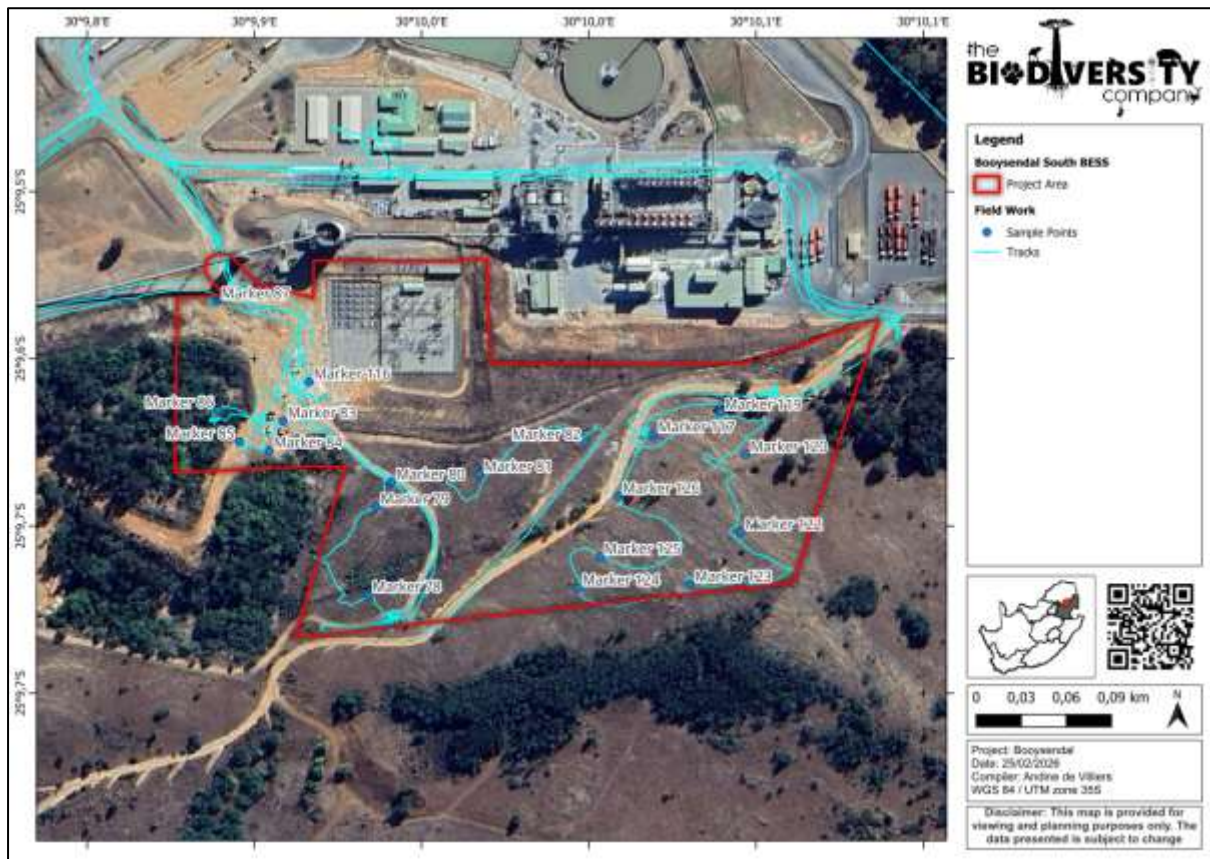 30°9,8'E
30°9,9'E
30°10,0'E
30°10,0'E
30°10,1'E
30°10,1'E
25°9,5'S
25°9,6'S
25°9,7'S
25°9,7'S
Marker 87
Marker 116
Marker 86
Marker 83
Marker 85
Marker 84
Marker 82
Marker 81
Marker 80
Marker 79
Marker 78
Marker 119
Marker 117
Marker 126
Marker 122
Marker 125
Marker 124
Marker 123
the
BIODIVERSITY
company
Legend
Booysendal South BESS
Project Area
Field Work
Sample Points
Tracks
0 0,03 0,06 0,09 km
N
Project: Booysendal
Date: 25/02/2026
Compiler: Andine de Villiers
WGS 84 / UTM zone 35S
Disclaimer: This map is provided for
viewing and planning purposes only. The
data presented is subject to change